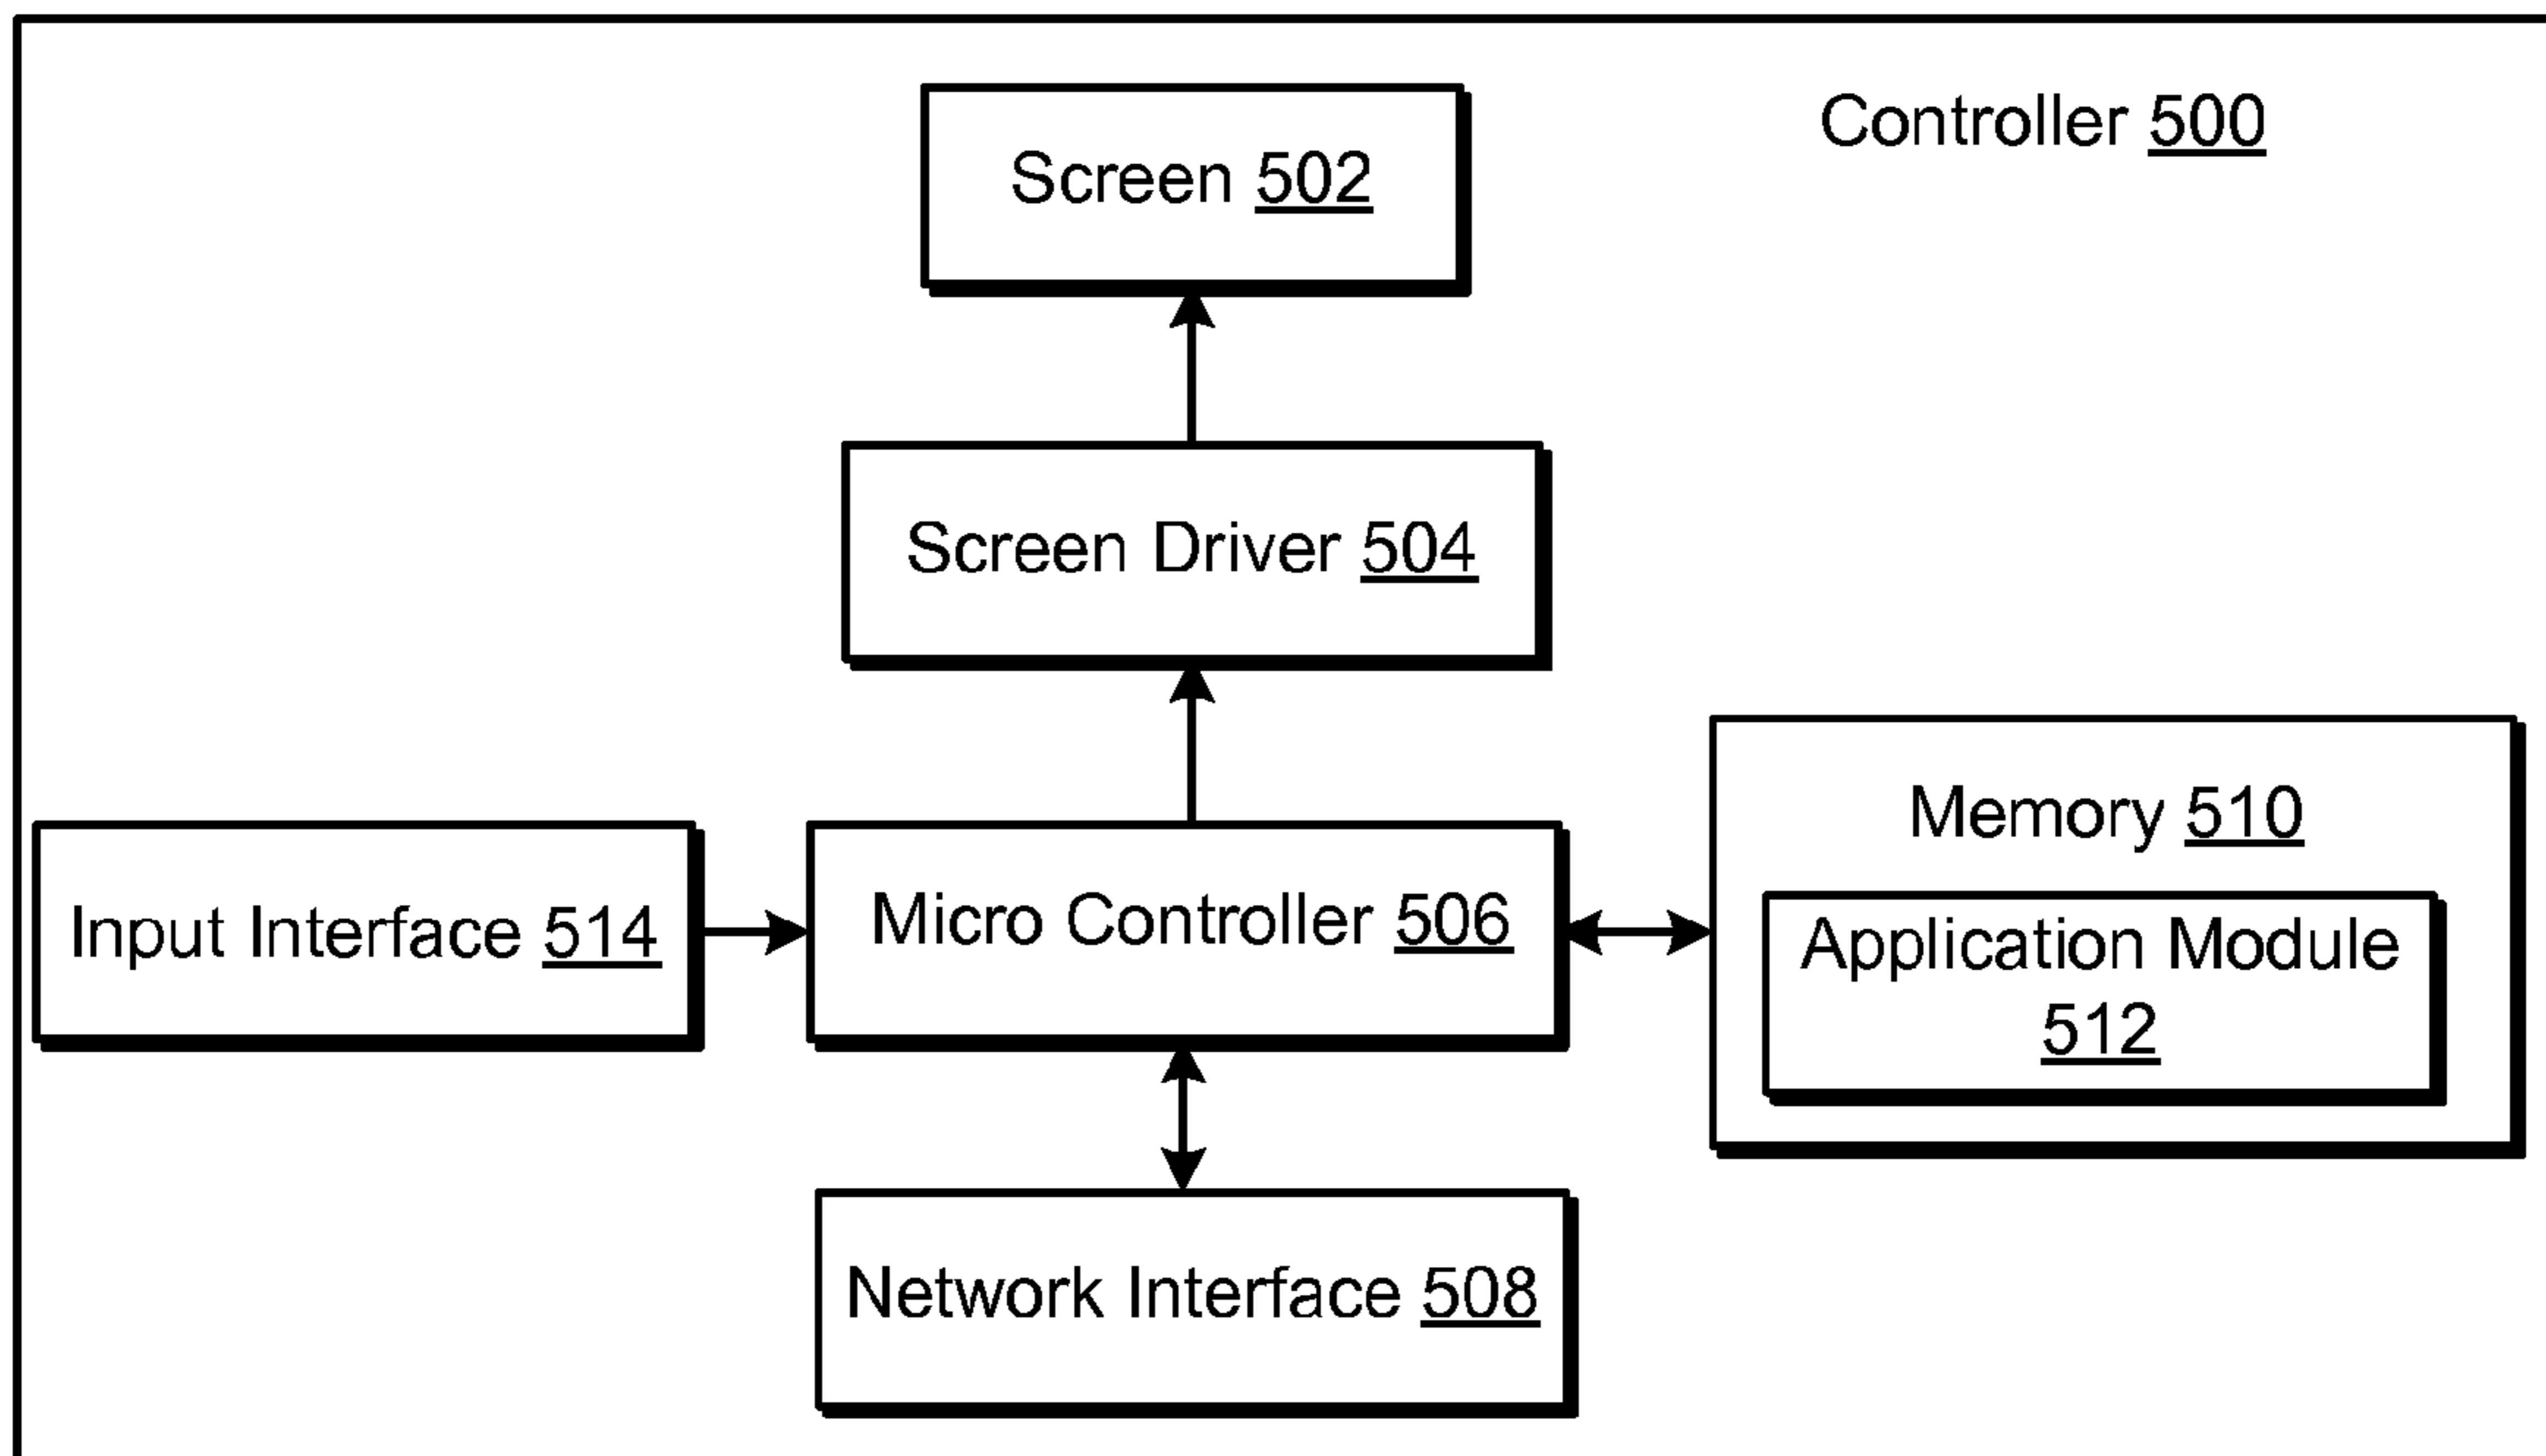 Controller 500
Screen 502
Screen Driver 504
Memory 510
Input Interface 514
Micro Controller 506
Application Module
512
Network Interface 508